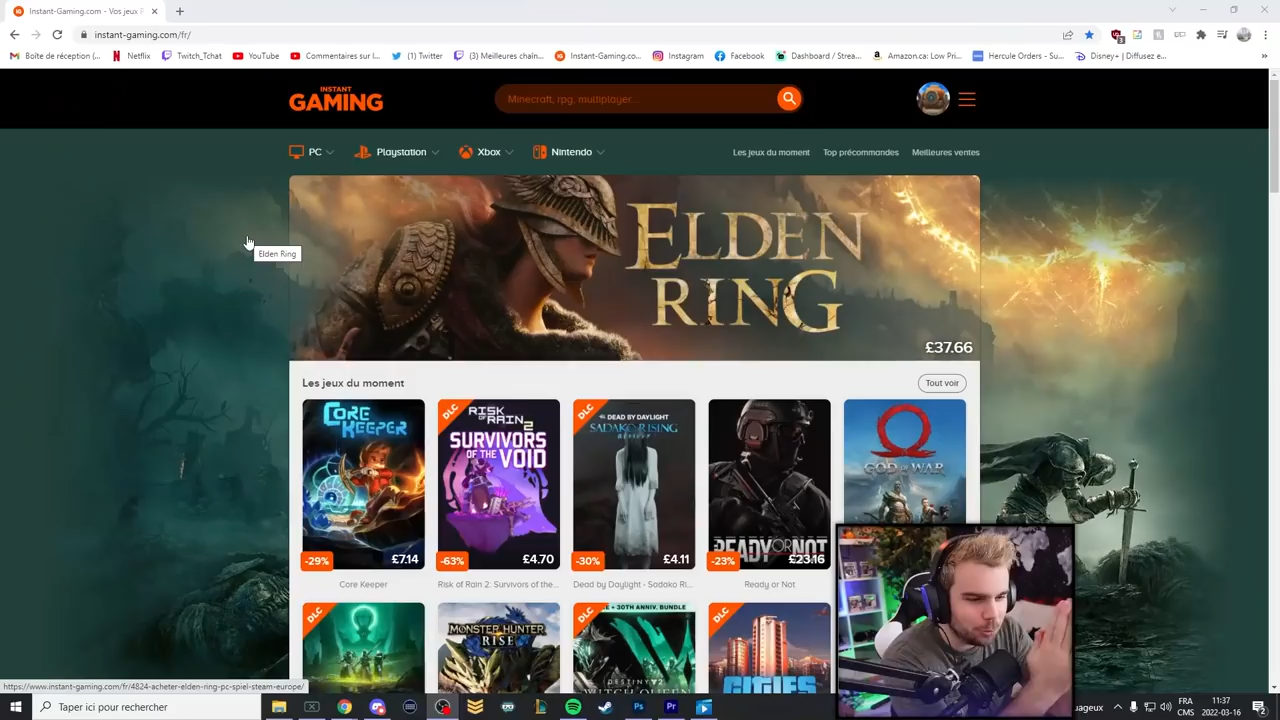 Instant-Gaming.com - Vos jeux P
instant-gaming.com/fr/
Boîte de réception (...
Netflix
Twitch_Tchat
YouTube
Commentaires sur l...
(1) Twitter
(3) Meilleures chaîn...
Instant-Gaming.co...
Instagram
Facebook
Dashboard / Strea...
Amazon.ca: Low Pri...
Hercule Orders - Su...
Disney+ | Diffusez e...
»
INSTANT
GAMING
Minecraft, rpg, multiplayer...
PC
Playstation
Xbox
Nintendo
Les jeux du moment
Top précommandes
Meilleures ventes
Elden Ring
ELDEN
RING
£37.66
Les jeux du moment
Tout voir
CORE
KEEPER
-29%
£7.14
Core Keeper
DLC
RISK
OF RAIN 2
SURVIVORS
OF THE
VOID
-63%
£4.70
Risk of Rain 2: Survivors of the...
DLC
DEAD BY DAYLIGHT
SADAKO RISING
-30%
£4.11
Dead by Daylight - Sadako Ri...
READY OR NOT
-23%
£23.16
Ready or Not
GOD OF WAR
DLC
MONSTER HUNTER
RISE
DLC
E + 30TH ANNIV. BUNDLE
DESTINY 2
WITCH QUEEN
DLC
CITIES
https://www.instant-gaming.com/fr/4824-acheter-elden-ring-pc-spiel-steam-europe/
Taper ici pour rechercher
uageux
FRA
CMS
11:37
2022-03-16